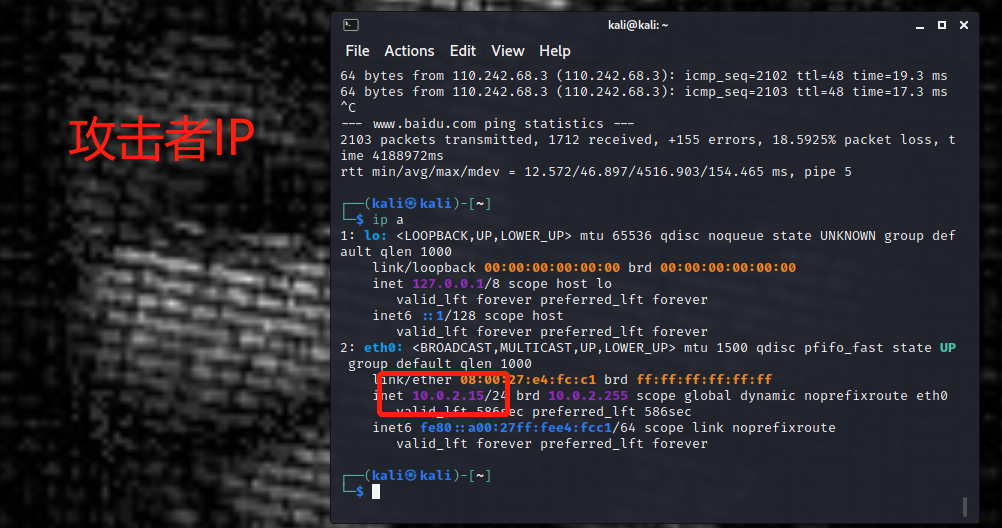 kali@kali: ~
File Actions Edit View Help
64 bytes from 110.242.68.3 (110.242.68.3): icmp_seq=2102 ttl=48 time=19.3 ms
64 bytes from 110.242.68.3 (110.242.68.3): icmp_seq=2103 ttl=48 time=17.3 ms
^C
--- www.baidu.com ping statistics ---
2103 packets transmitted, 1712 received, +155 errors, 18.5925% packet loss, t
ime 4188972ms
rtt min/avg/max/mdev = 12.572/46.897/4516.903/154.465 ms, pipe 5
攻击者IP
┌──(kali㉿kali)-[~]
└─$ ip a
1: lo: <LOOPBACK,UP,LOWER_UP> mtu 65536 qdisc noqueue state UNKNOWN group def
ault qlen 1000
link/loopback 00:00:00:00:00:00 brd 00:00:00:00:00:00
inet 127.0.0.1/8 scope host lo
valid_lft forever preferred_lft forever
inet6 ::1/128 scope host
valid_lft forever preferred_lft forever
2: eth0: <BROADCAST,MULTICAST,UP,LOWER_UP> mtu 1500 qdisc pfifo_fast state UP
group default qlen 1000
link/ether 08:00:27:e4:fc:c1 brd ff:ff:ff:ff:ff:ff
inet 10.0.2.15/24 brd 10.0.2.255 scope global dynamic noprefixroute eth0
valid_lft 586sec preferred_lft 586sec
inet6 fe80::a00:27ff:fee4:fcc1/64 scope link noprefixroute
valid_lft forever preferred_lft forever
┌──(kali㉿kali)-[~]
└─$